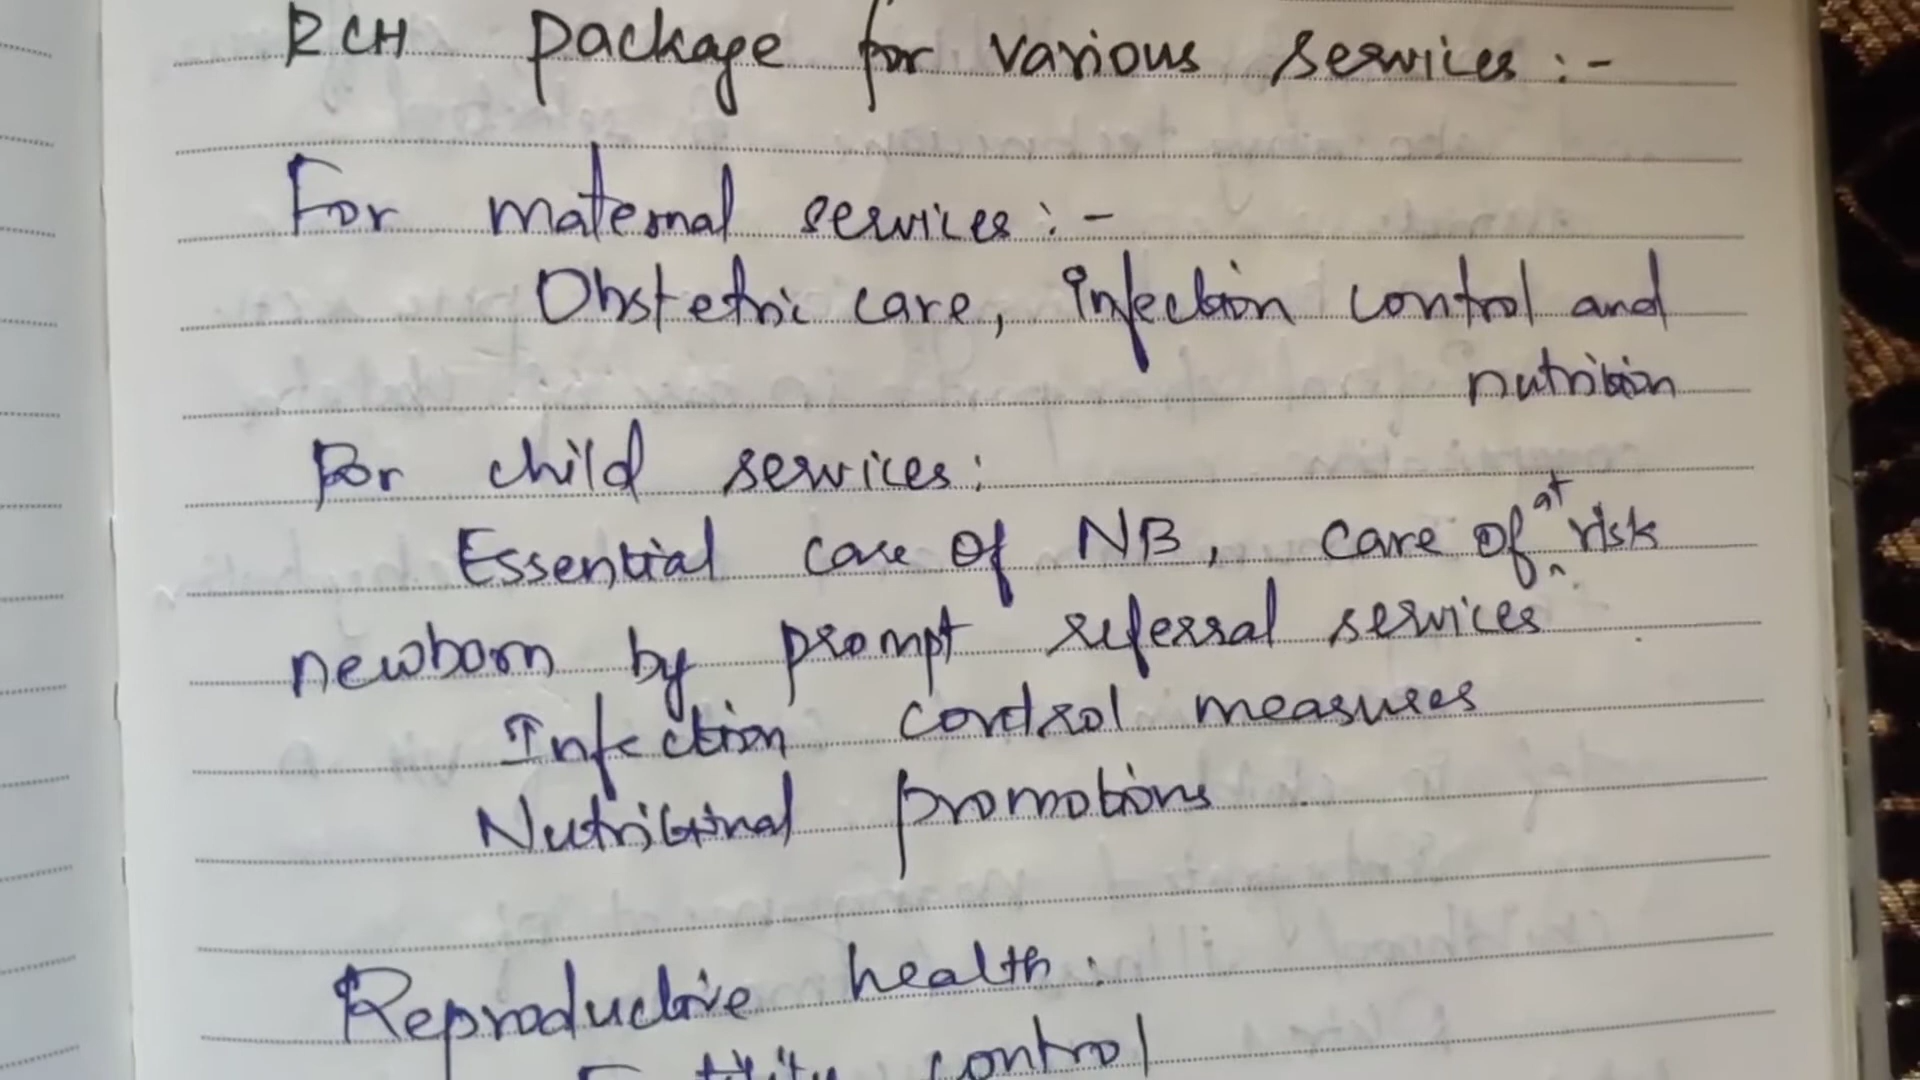 RCH package for various services :-
For maternal services :-
Obstetric care, infection control and
nutrition
For child services :
Essential care of NB, care of at risk
newborn by prompt referral services
Infection control measures
Nutritional promotions
Reproductive health :
control